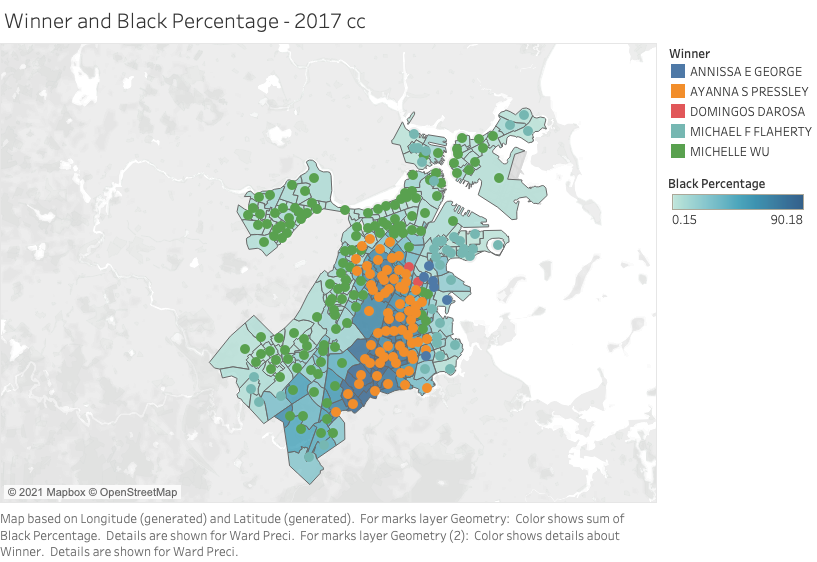 Winner and Black Percentage - 2017 cc
Winner
ANNISSA E GEORGE
AYANNA S PRESSLEY
DOMINGOS DAROSA
MICHAEL F FLAHERTY
MICHELLE WU
Black Percentage
0.15 90.18
© 2021 Mapbox © OpenStreetMap
Map based on Longitude (generated) and Latitude (generated). For marks layer Geometry: Color shows sum of
Black Percentage. Details are shown for Ward Preci. For marks layer Geometry (2): Color shows details about
Winner. Details are shown for Ward Preci.